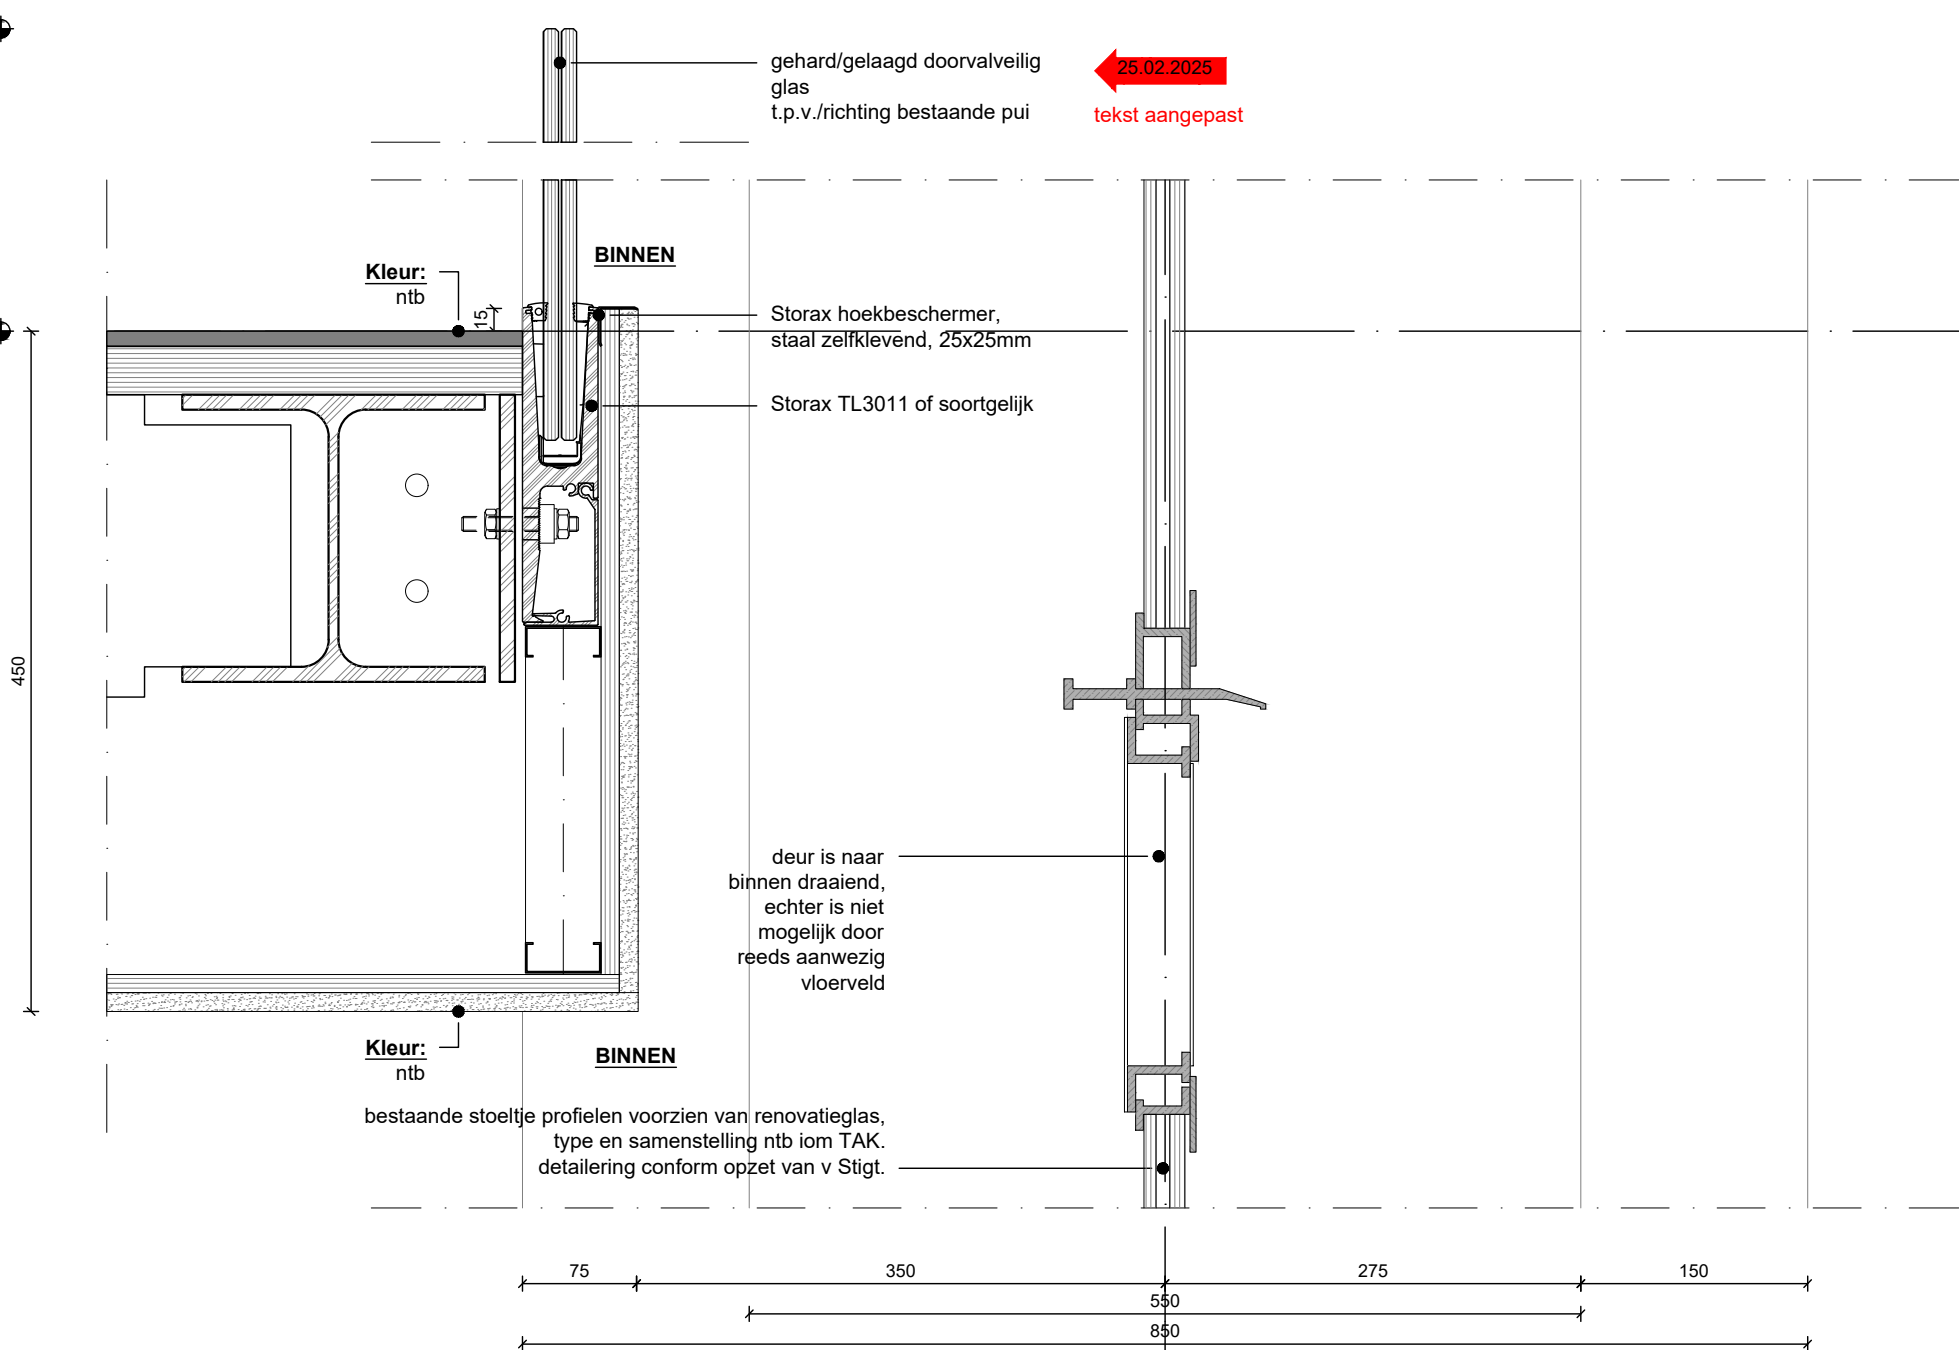 gehard/gelaagd doorvalveilig
glas
t.p.v./richting bestaande pui
25.02.2025
tekst aangepast
BINNEN
Kleur:
ntb
15
Storax hoekbeschermer,
staal zelfklevend, 25x25mm
Storax TL3011 of soortgelijk
450
deur is naar
binnen draaiend,
echter is niet
mogelijk door
reeds aanwezig
vloerveld
Kleur:
ntb
BINNEN
bestaande stoeltje profielen voorzien van renovatieglas,
type en samenstelling ntb iom TAK.
detailering conform opzet van v Stigt.
75
350
275
150
550
850